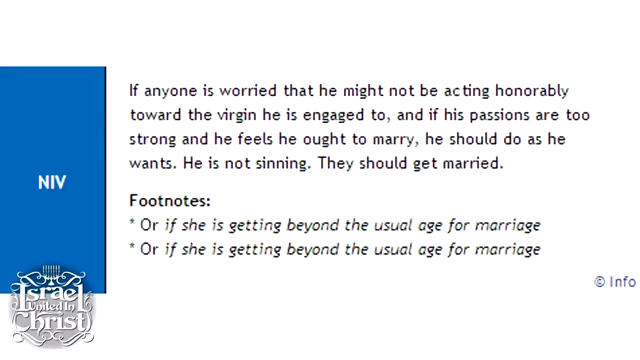 If anyone is worried that he might not be acting honorably
toward the virgin he is engaged to, and if his passions are too
strong and he feels he ought to marry, he should do as he
wants. He is not sinning. They should get married.
NIV
Footnotes:
* Or if she is getting beyond the usual age for marriage
* Or if she is getting beyond the usual age for marriage
© Info
Israel
United In
Christ